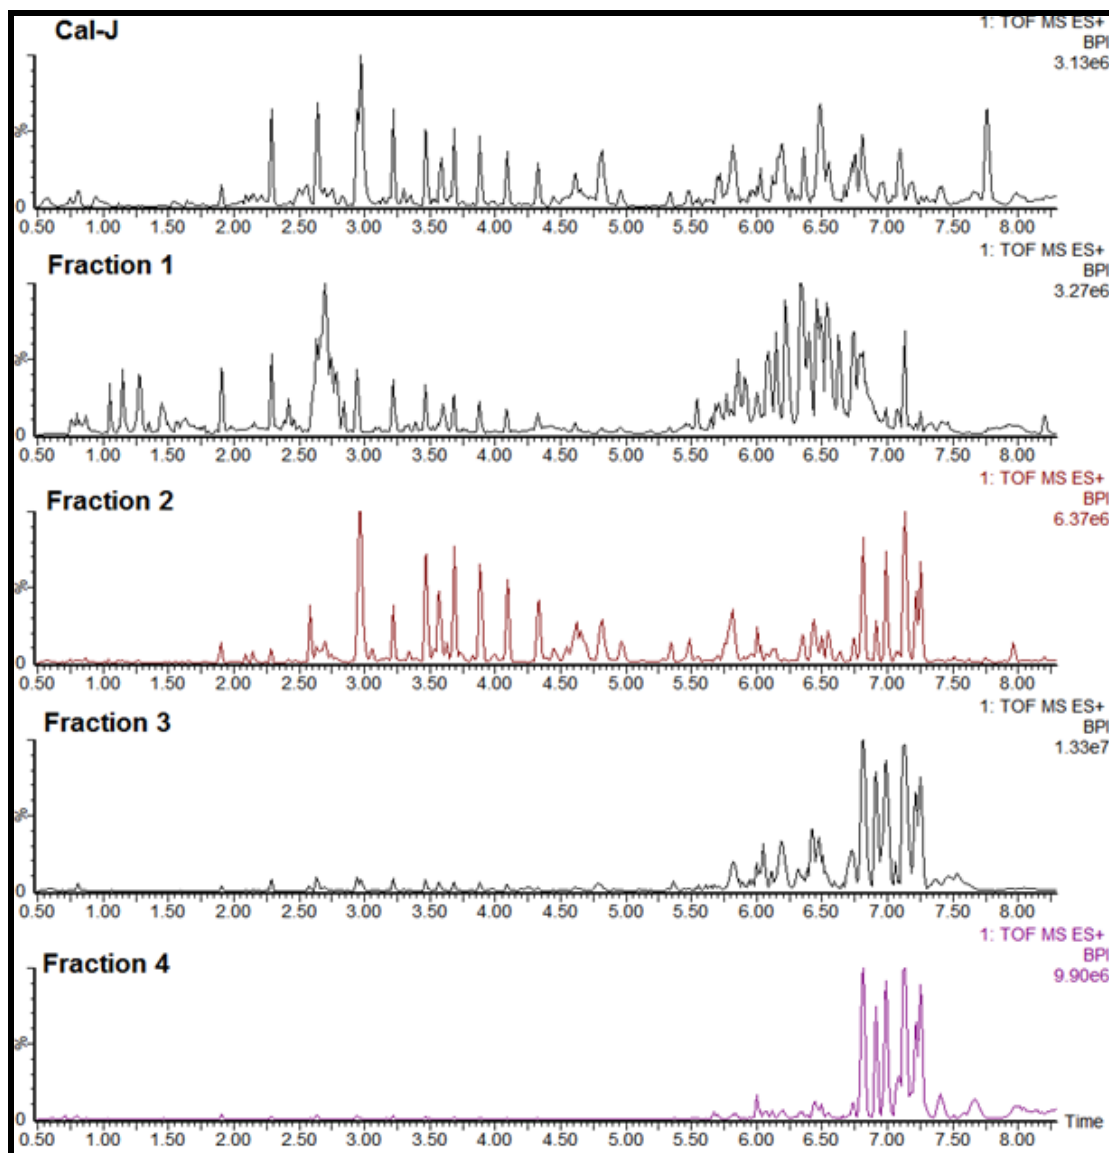 Cal-J
1: TOF MS ES+
BPI
3.13e6
%
0
0.50 1.00 1.50 2.00 2.50 3.00 3.50 4.00 4.50 5.00 5.50 6.00 6.50 7.00 7.50 8.00
Fraction 1
1: TOF MS ES+
BPI
3.27e6
%
0
0.50 1.00 1.50 2.00 2.50 3.00 3.50 4.00 4.50 5.00 5.50 6.00 6.50 7.00 7.50 8.00
Fraction 2
1: TOF MS ES+
BPI
6.37e6
%
0
0.50 1.00 1.50 2.00 2.50 3.00 3.50 4.00 4.50 5.00 5.50 6.00 6.50 7.00 7.50 8.00
Fraction 3
1: TOF MS ES+
BPI
1.33e7
%
0
0.50 1.00 1.50 2.00 2.50 3.00 3.50 4.00 4.50 5.00 5.50 6.00 6.50 7.00 7.50 8.00
Fraction 4
1: TOF MS ES+
BPI
9.90e6
%
0
0.50 1.00 1.50 2.00 2.50 3.00 3.50 4.00 4.50 5.00 5.50 6.00 6.50 7.00 7.50 8.00 Time